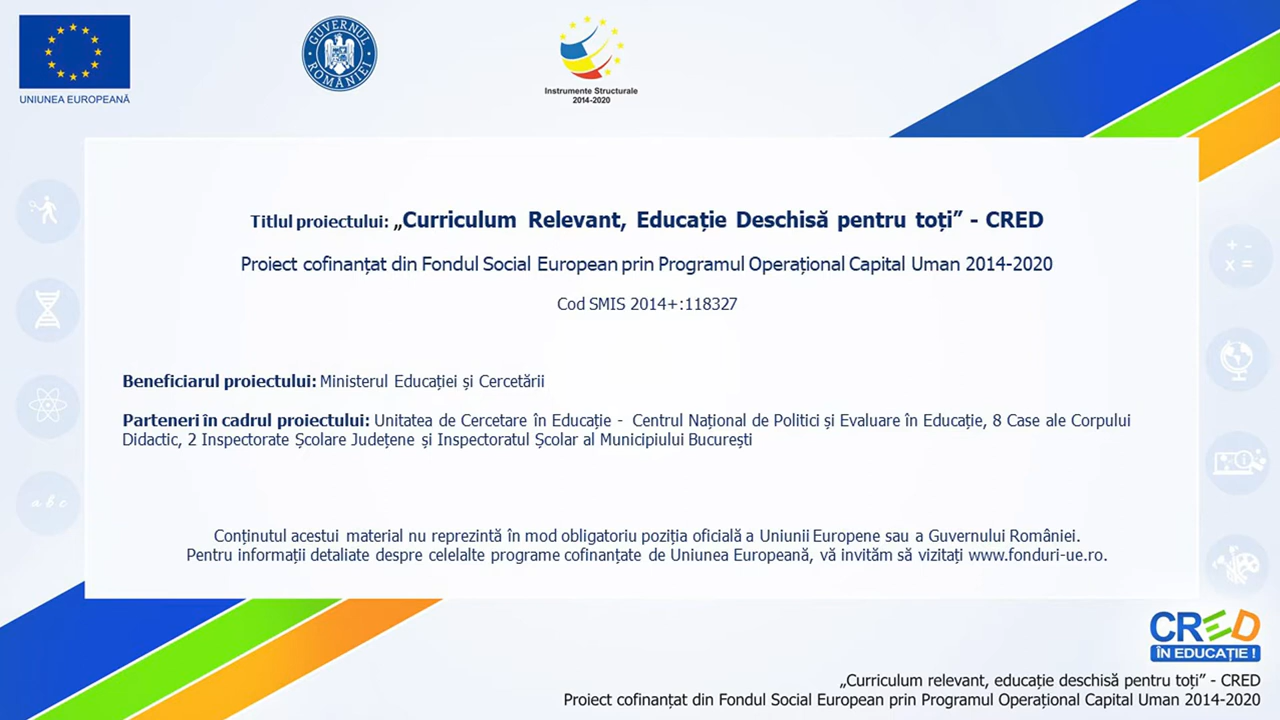 UNIUNEA EUROPEANĂ
GUVERNUL ROMÂNIEI
Instrumente Structurale
2014-2020
Titlul proiectului: „Curriculum Relevant, Educație Deschisă pentru toți” - CRED
Proiect cofinanțat din Fondul Social European prin Programul Operațional Capital Uman 2014-2020
Cod SMIS 2014+:118327
Beneficiarul proiectului: Ministerul Educației și Cercetării
Parteneri în cadrul proiectului: Unitatea de Cercetare în Educație - Centrul Național de Politici și Evaluare în Educație, 8 Case ale Corpului
Didactic, 2 Inspectorate Școlare Județene și Inspectoratul Școlar al Municipiului București
a b c
+ -
x =
Conținutul acestui material nu reprezintă în mod obligatoriu poziția oficială a Uniunii Europene sau a Guvernului României.
Pentru informații detaliate despre celelalte programe cofinanțate de Uniunea Europeană, vă invităm să vizitați www.fonduri-ue.ro.
CRED
ÎN EDUCAȚIE !
„Curriculum relevant, educație deschisă pentru toți” - CRED
Proiect cofinanțat din Fondul Social European prin Programul Operațional Capital Uman 2014-2020